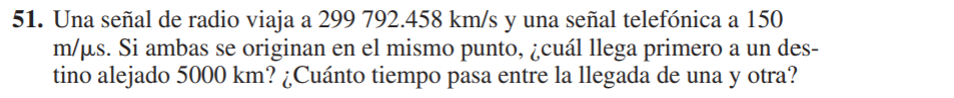 51. Una señal de radio viaja a 299 792.458 km/s y una señal telefónica a 150
m/μs. Si ambas se originan en el mismo punto, ¿cuál llega primero a un des-
tino alejado 5000 km? ¿Cuánto tiempo pasa entre la llegada de una y otra?